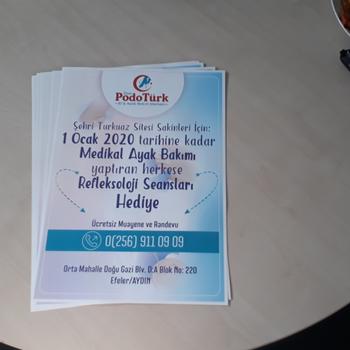 PodoTürk
Şehri Turkuaz Sitesi Sakinleri İçin:
1 Ocak 2020 tarihine kadar
Medikal Ayak Bakımı
yaptıran herkese
Refleksoloji Seansları
Hediye
Ücretsiz Muayene ve Randevu
0(256) 911 09 09
Orta Mahalle Doğu Gazi Blv. D:A Blok No: 220
Efeler/AYDIN